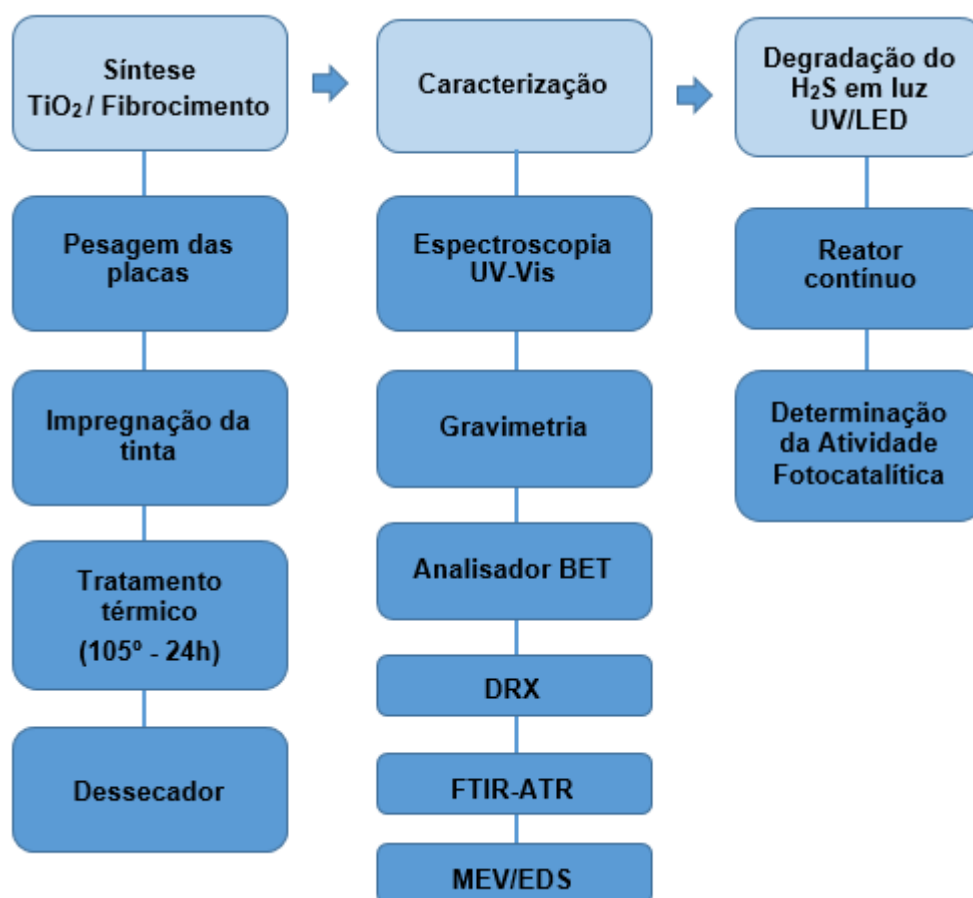 Síntese
TiO₂ / Fibrocimento
Pesagem das
placas
Impregnação da
tinta
Tratamento
térmico
(105º - 24h)
Dessecador
Caracterização
Espectroscopia
UV-Vis
Gravimetria
Analisador BET
DRX
FTIR-ATR
MEV/EDS
Degradação do
H₂S em luz
UV/LED
Reator
contínuo
Determinação
da Atividade
Fotocatalítica